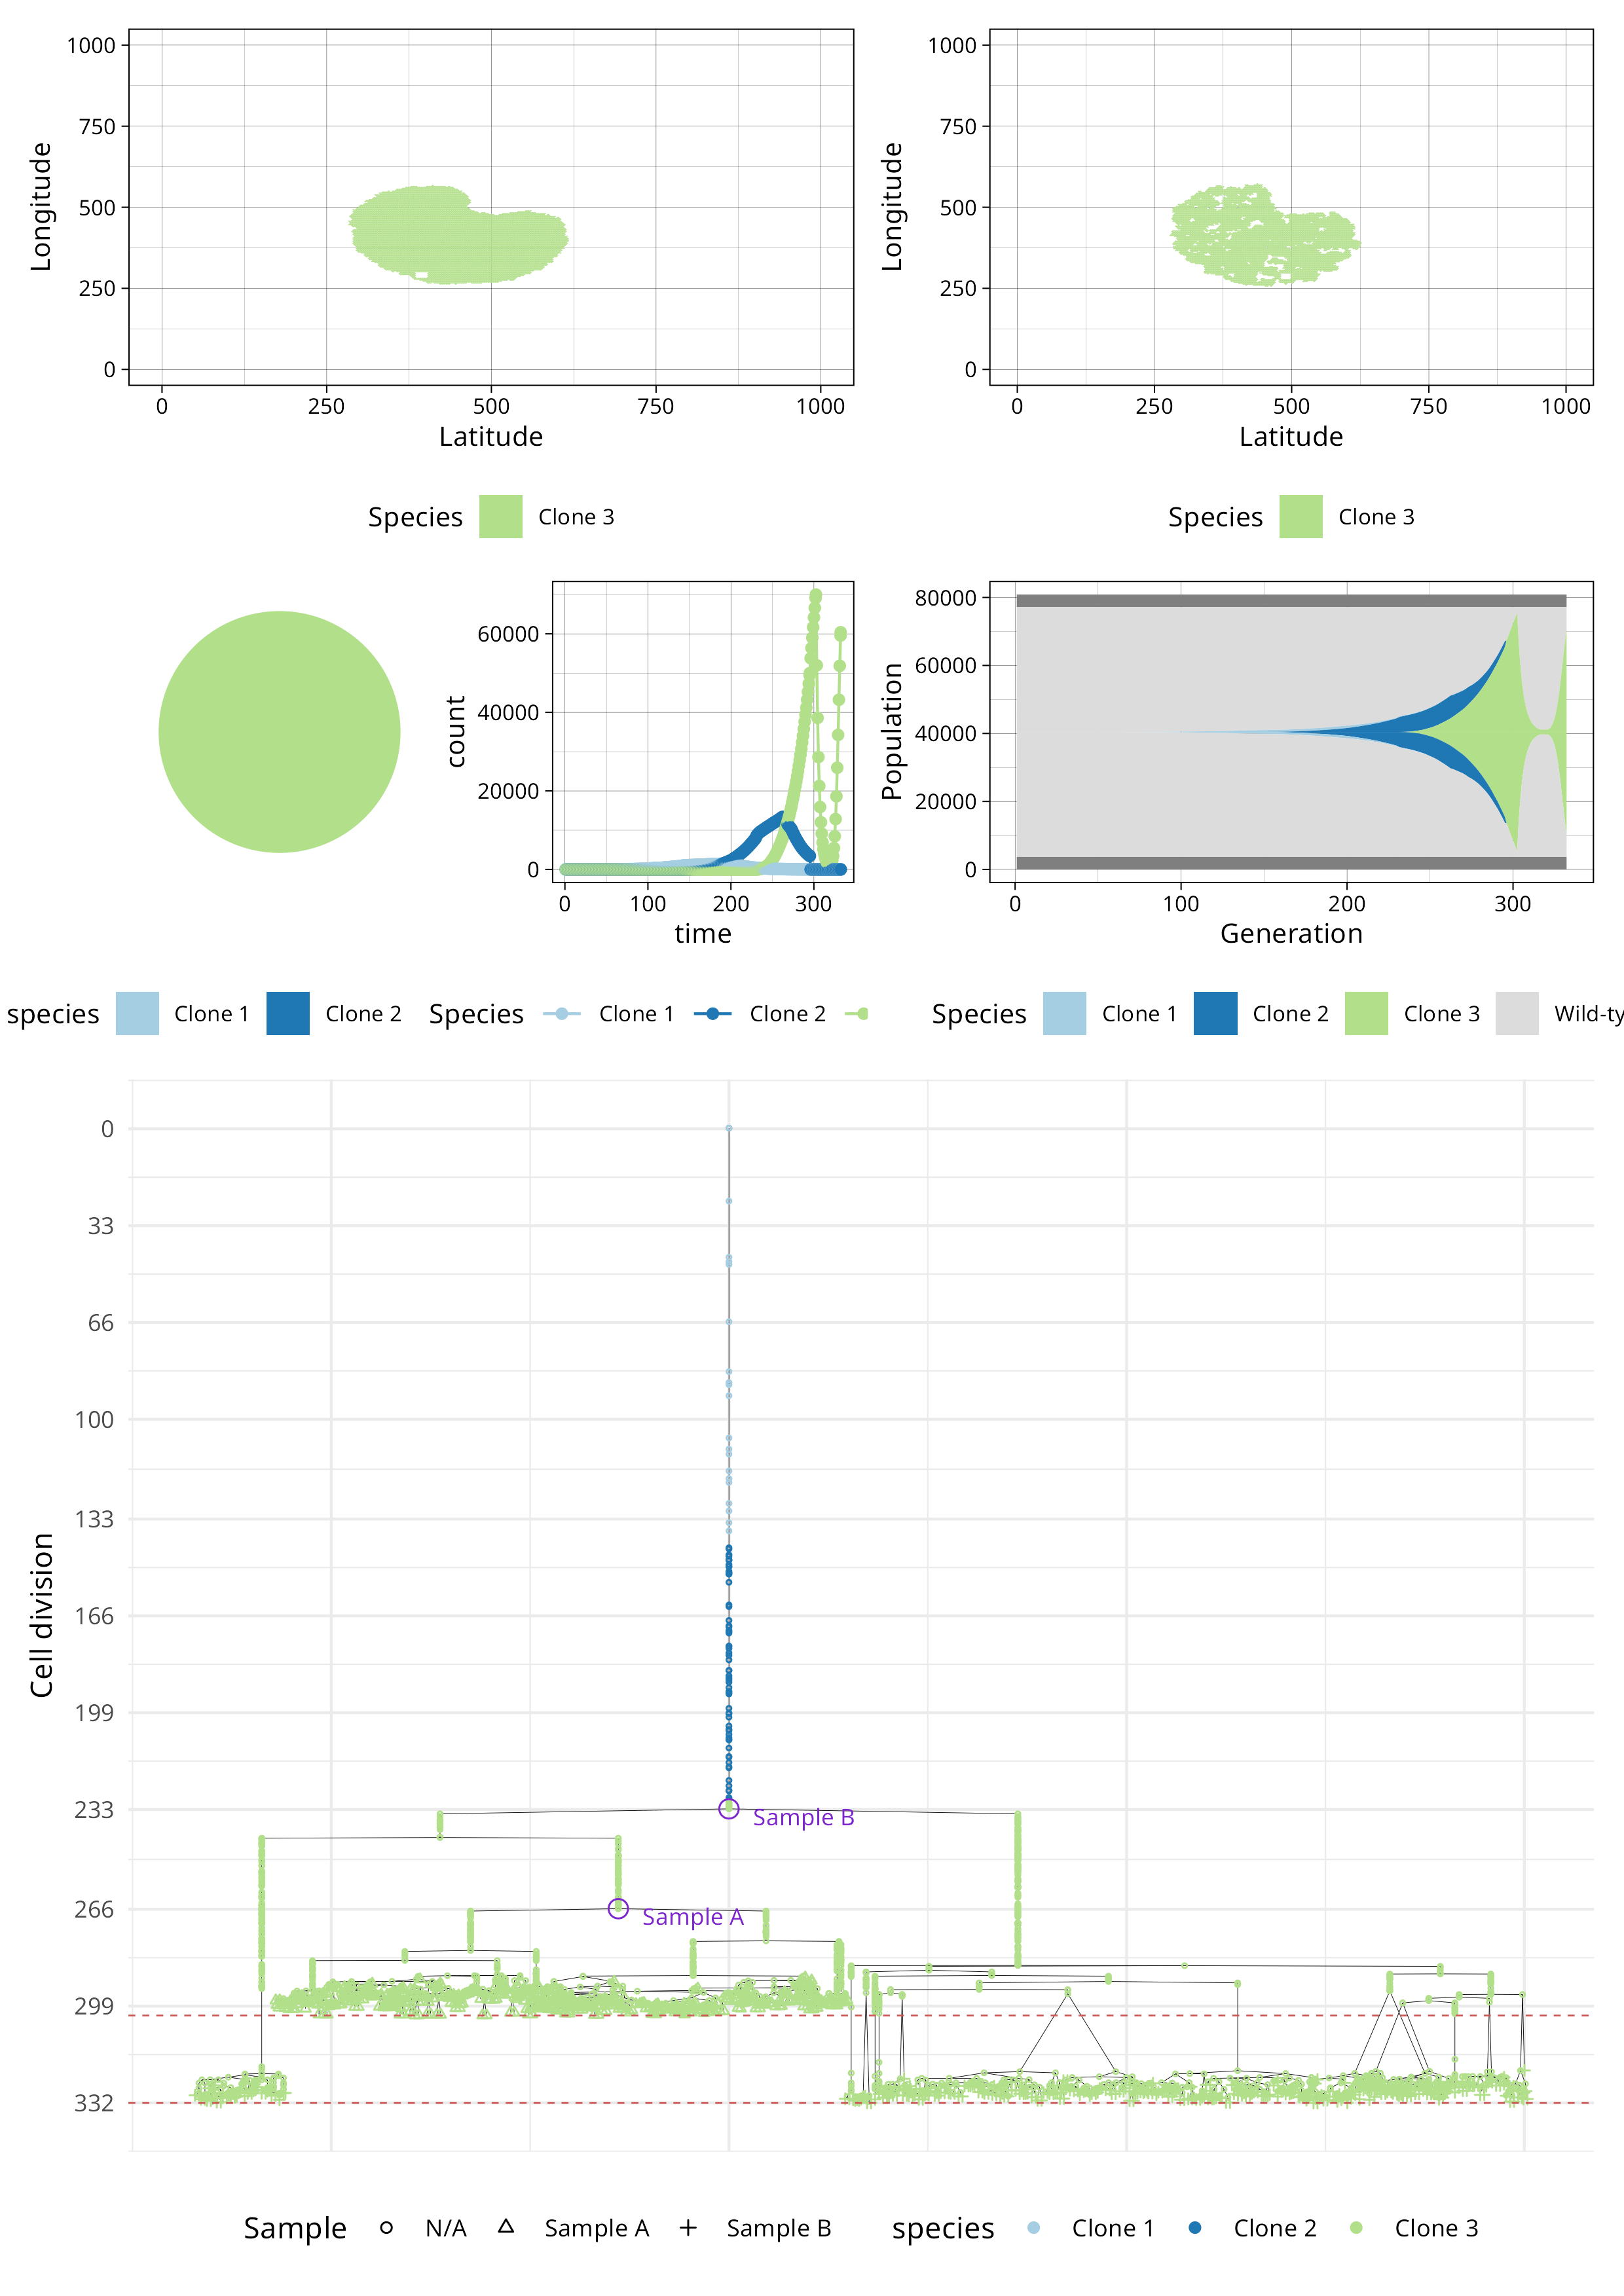 1000
750
500
250
0
Longitude
0 250 500 750 1000
Latitude
Species Clone 3
1000
750
500
250
0
Longitude
0 250 500 750 1000
Latitude
Species Clone 3
60000
40000
20000
0
count
0 100 200 300
time
80000
60000
40000
20000
0
Population
0 100 200 300
Generation
species Clone 1 Clone 2
Species Clone 1 Clone 2
Species Clone 1 Clone 2 Clone 3 Wild-ty
0
33
66
100
133
166
199
233
266
299
332
Cell division
Sample B
Sample A
Sample N/A Sample A Sample B
species Clone 1 Clone 2 Clone 3